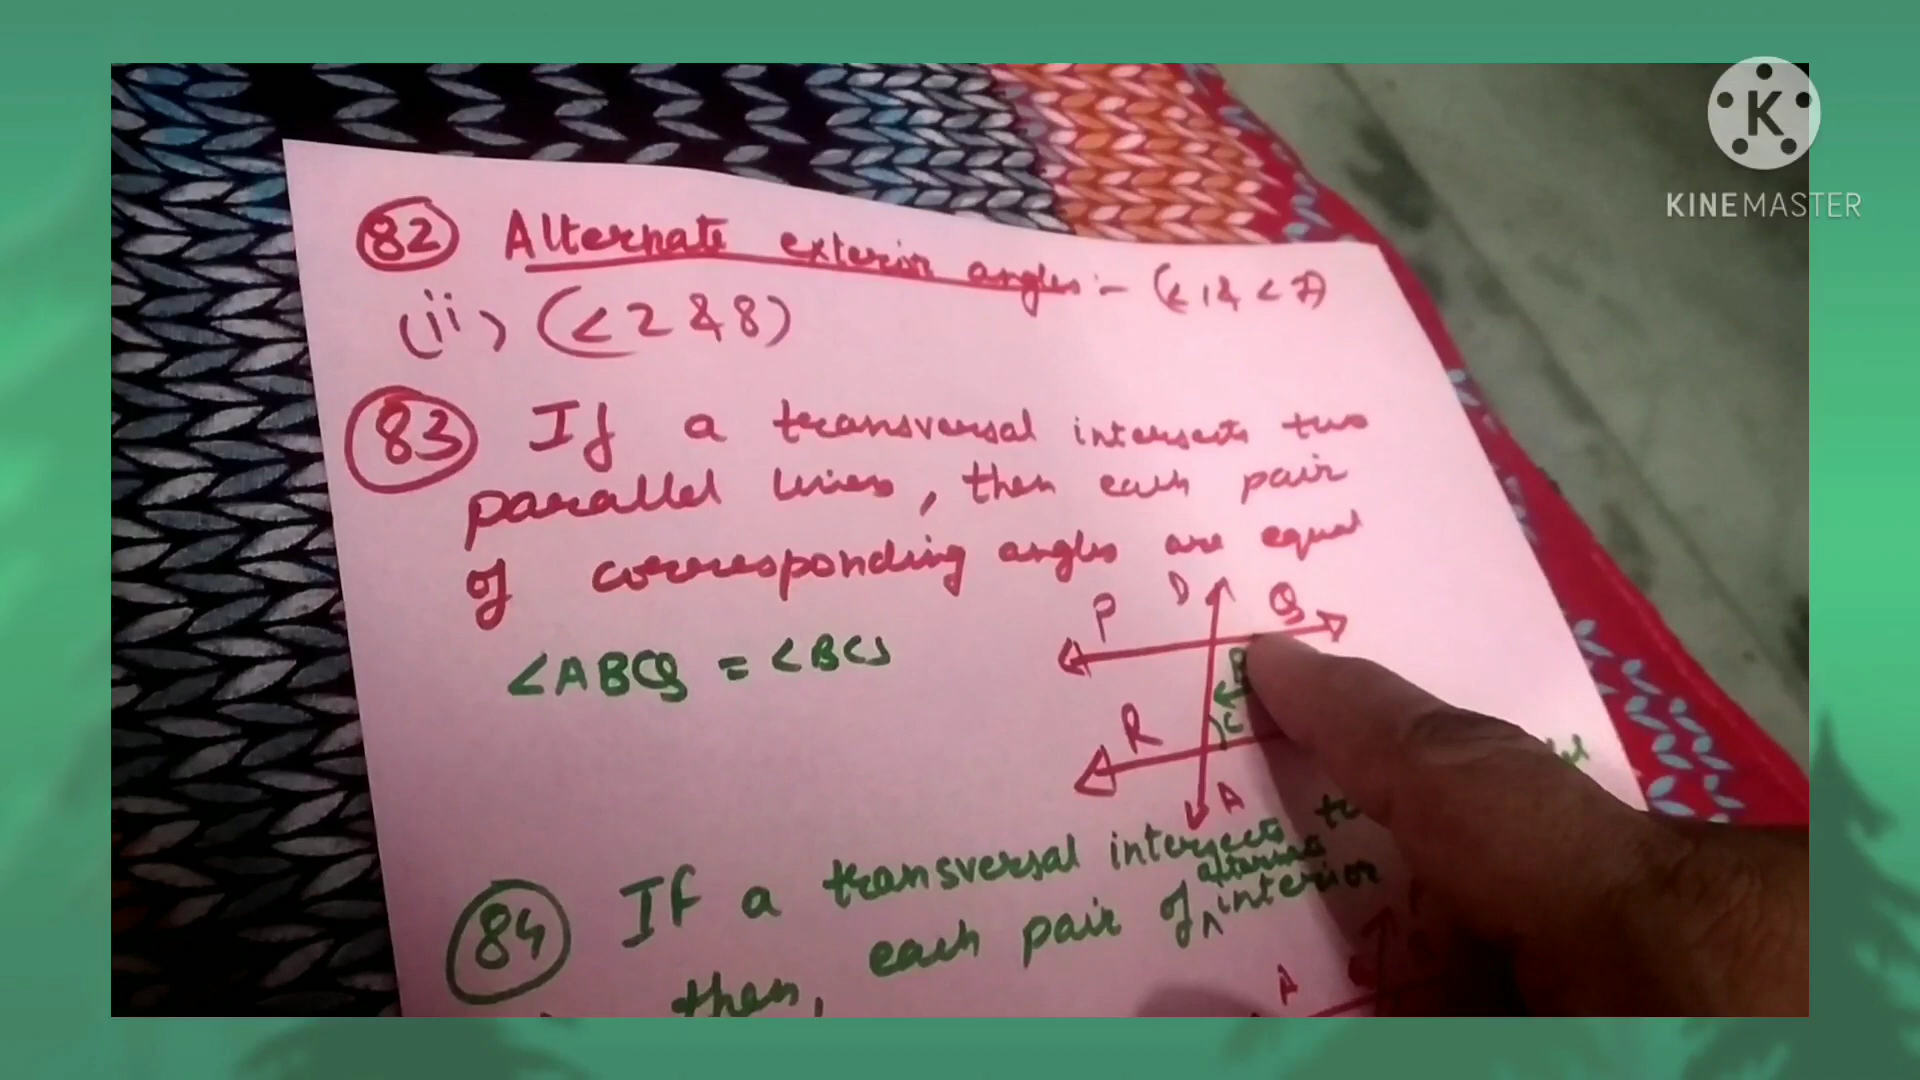 K
KINEMASTER
82 Alternate exterior angles :- (<1 & <7)
(ii) (<2 & 8)
83 If a transversal intersects two
parallel lines, then each pair
of corresponding angles are equal
P D Q
∠ABQ = ∠BCS
B
R C
A
84 If a transversal intersects
alternate
each pair of ^ interior
then,
A